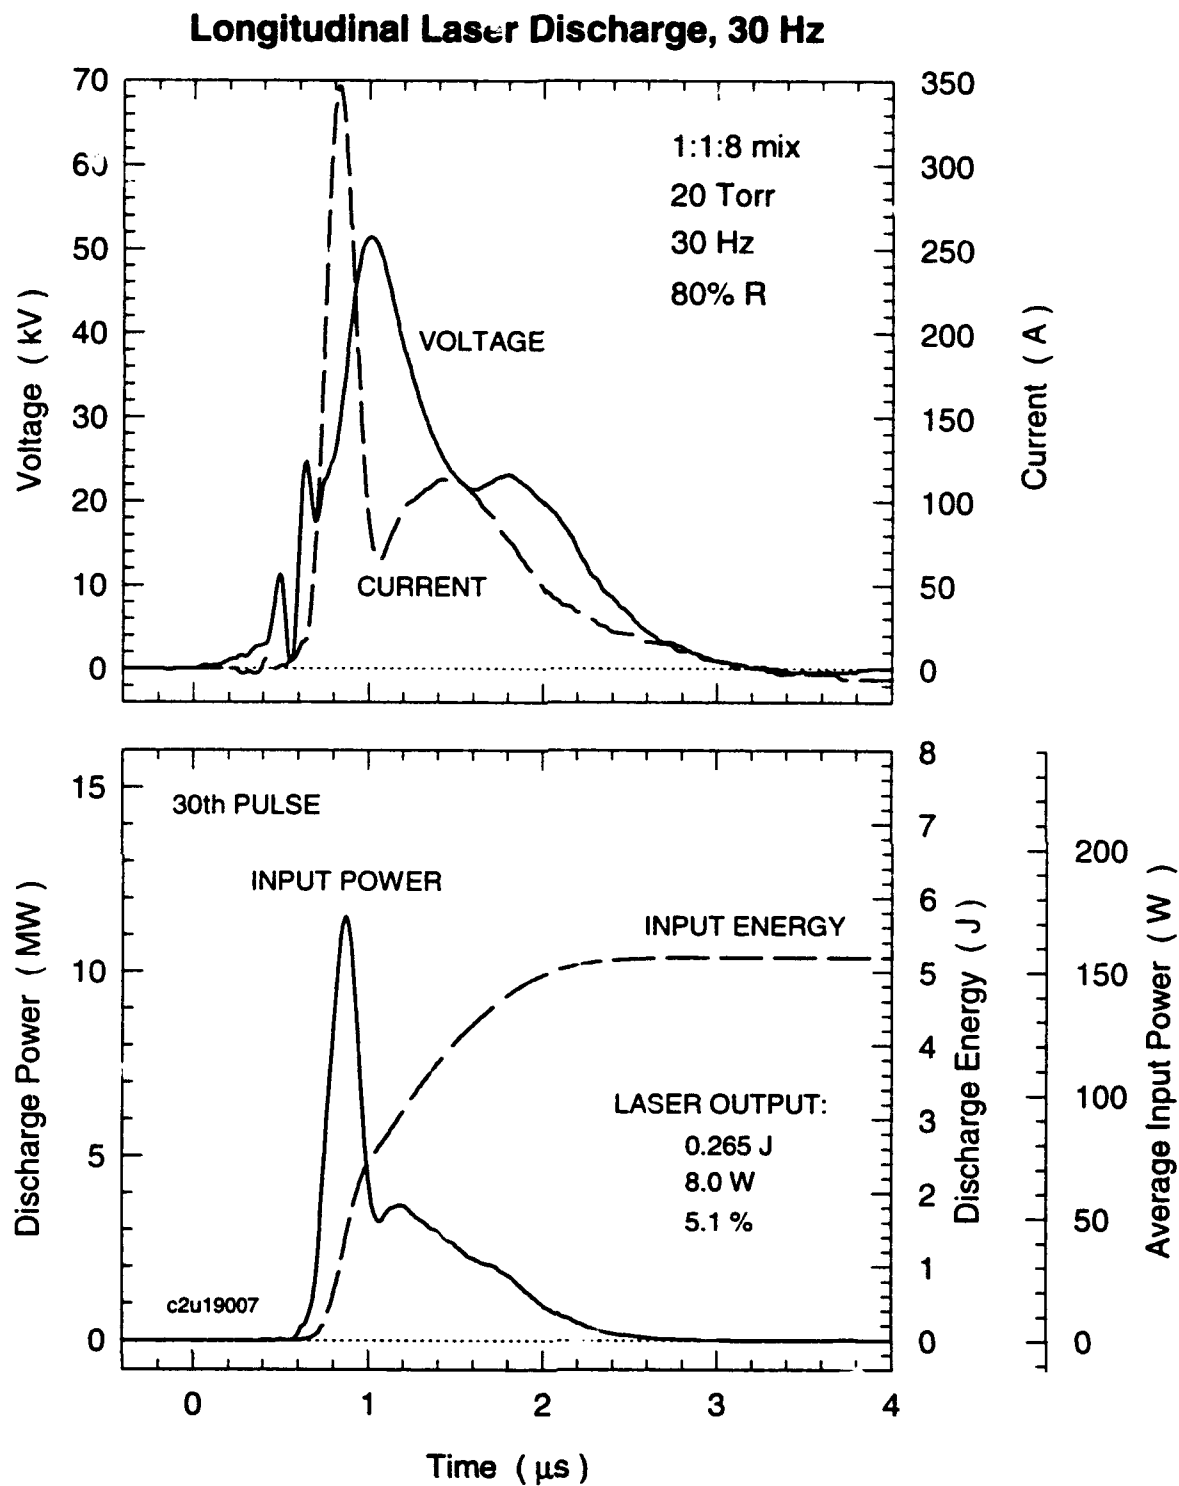 Longitudinal Laser Discharge, 30 Hz
70
60
50
40
30
20
10
0
Voltage ( kV )
350
300
250
200
150
100
50
0
Current ( A )
1:1:8 mix
20 Torr
30 Hz
80% R
VOLTAGE
CURRENT
15
10
5
0
Discharge Power ( MW )
30th PULSE
INPUT POWER
INPUT ENERGY
LASER OUTPUT:
0.265 J
8.0 W
5.1 %
c2u19007
8
7
6
5
4
3
2
1
0
Discharge Energy ( J )
200
150
100
50
0
Average Input Power ( W )
0 1 2 3 4
Time ( μs )